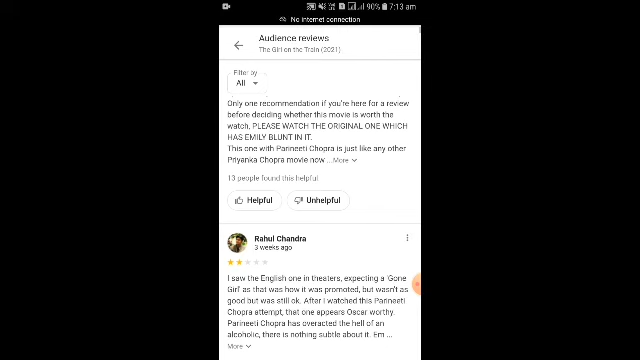 90% 7:13 am
No internet connection
Audience reviews
The Girl on the Train (2021)
Filter by
All
Only one recommendation if you're here for a review
before deciding whether this movie is worth the
watch, PLEASE WATCH THE ORIGINAL ONE WHICH
HAS EMILY BLUNT IN IT.
This one with Parineeti Chopra is just like any other
Priyanka Chopra movie now ...More
13 people found this helpful
Helpful Unhelpful
Rahul Chandra
3 weeks ago
I saw the English one in theaters, expecting a 'Gone
Girl' as that was how it was promoted, but wasn't as
good but was still ok. After I watched this Parineeti
Chopra attempt, that one appears Oscar worthy.
Parineeti Chopra has overacted the hell of an
alcoholic, there is nothing subtle about it. Em ...
More